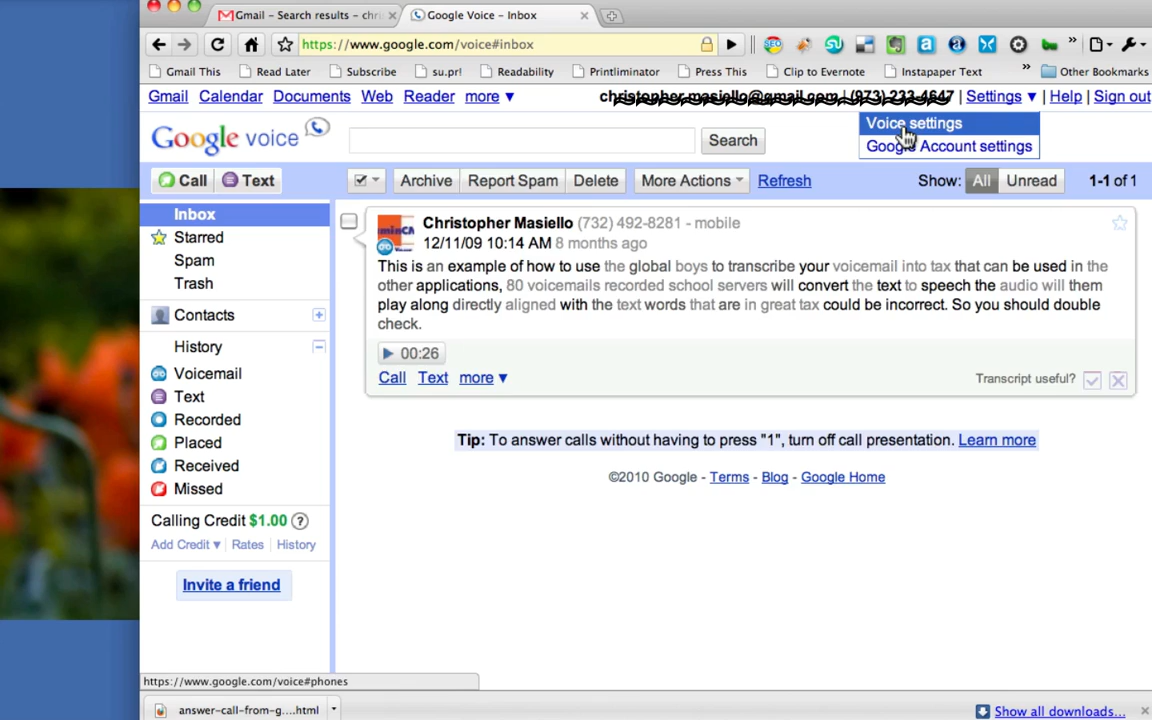 Gmail – Search results – chri
Google Voice – Inbox
https://www.google.com/voice#inbox
SEO
Gmail This Read Later Subscribe su.pr! Readability Printliminator Press This Clip to Evernote Instapaper Text » Other Bookmarks
Gmail Calendar Documents Web Reader more ▼ christopher.masiello@gmail.com | (973) 233-4647 | Settings ▼ | Help | Sign out
Voice settings
Google Account settings
Google voice Search
Call Text Archive Report Spam Delete More Actions Refresh Show: All Unread 1-1 of 1
Inbox
Starred
Spam
Trash
Contacts
History
Voicemail
Text
Recorded
Placed
Received
Missed
Calling Credit $1.00 ?
Add Credit ▼ Rates History
Invite a friend
Christopher Masiello (732) 492-8281 - mobile
12/11/09 10:14 AM 8 months ago
This is an example of how to use the global boys to transcribe your voicemail into tax that can be used in the
other applications, 80 voicemails recorded school servers will convert the text to speech the audio will them
play along directly aligned with the text words that are in great tax could be incorrect. So you should double
check.
00:26
Call Text more ▼ Transcript useful?
Tip: To answer calls without having to press "1", turn off call presentation. Learn more
©2010 Google - Terms - Blog - Google Home
https://www.google.com/voice#phones
answer-call-from-g....html Show all downloads...